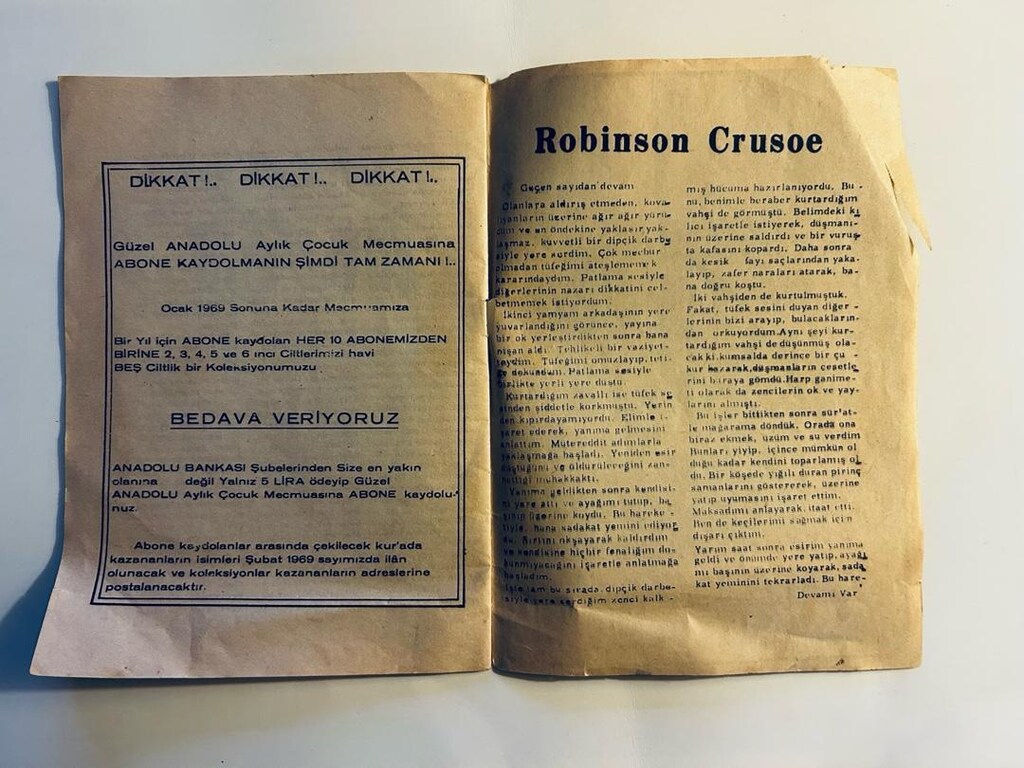 DİKKAT!.. DİKKAT!.. DİKKAT!..
Güzel ANADOLU Aylık Çocuk Mecmuasına
ABONE KAYDOLMANIN ŞİMDİ TAM ZAMANI!..
Ocak 1969 Sonuna Kadar Mecmuamıza
Bir Yıl için ABONE kaydolan HER 10 ABONEMİZDEN
BİRİNE 2, 3, 4, 5 ve 6 ıncı Ciltlerimizi havi
BEŞ Ciltlik bir Koleksiyonumuzu
BEDAVA VERİYORUZ
ANADOLU BANKASI Şubelerinden Size en yakın
olanına değil Yalnız 5 LİRA ödeyip Güzel
ANADOLU Aylık Çocuk Mecmuasına ABONE kaydolu-
nuz.
Abone kaydolanlar arasında çekilecek kur'ada
kazananların isimleri Şubat 1969 sayımızda ilân
olunacak ve koleksiyonlar kazananların adreslerine
postalanacaktır.
Robinson Crusoe
Geçen sayıdan devam
Olanlara aldırış etmeden, kova-
lıyanların üzerine ağır ağır yürü-
düm ve en öndekine yaklaşır yak-
laşmaz, kuvvetli bir dipçik darbe
siyle yere serdim. Çok mecbur
olmadan tüfeğimi ateşlememek
kararındaydım. Patlama sesiyle
diğerlerinin nazarı dikkatini cel-
betmemek istiyordum.
İkinci yamyam arkadaşının yere
yuvarlandığını görünce, yayına
bir ok yerleştirdikten sonra bana
nişan aldı. Tehlikeli bir vaziyet-
teydim. Tüfeğimi omuzlayıp, teti-
ğe dokundum. Patlama sesiyle
birlikte yerli yere düştü.
Kurtardığım zavallı ise tüfek se
sinden şiddetle korkmuştu. Yerin
den kıpırdayamıyordu. Elimle i-
şaret ederek, yanıma gelmesini
anlattım. Mütereddit adımlarla
yaklaşmağa başladı. Yeniden esir
düştüğünü ve öldürüleceğini zan-
nettiği muhakkaktı.
Yanıma geldikten sonra kendisi-
ni yere attı ve ayağımı tutup, ba
şının üzerine koydu. Bu hareke-
tiyle, bana sadakat yemini ediyor
du. Sırtını okşayarak kaldırdım
ve kendisine hiçbir fenalığım do-
kunmıyacağını işaretle anlatmağa
başladım.
İşte tam bu sırada, dipçik darbe-
siyle yere serdiğim zenci kalk-
mış hücuma hazırlanıyordu. Bu -
nu, benimle beraber kurtardığım
vahşi de görmüştü. Belimdeki kı
lıcı işaretle istiyerek, düşmanı-
nın üzerine saldırdı ve bir vuruş
ta kafasını kopardı. Daha sonra
da kesik fayı saçlarından yaka-
layıp, zafer naraları atarak, ba-
na doğru koştu.
İki vahşiden de kurtulmuştuk.
Fakat, tüfek sesini duyan diğer -
lerinin bizi arayıp, bulacakların-
dan orkuyordum. Aynı şeyi kur-
tardığım vahşi de düşünmüş ola-
cak ki, kumsalda derince bir çu -
kur kazarak, düşmanların cesetle
rini buraya gömdü. Harp ganime
ti olarak da zencilerin ok ve yay-
larını almıştı.
Bu işler bittikten sonra sür'at-
le mağarama döndük. Orada ona
biraz ekmek, üzüm ve su verdim
Bunları yiyip, içince mümkün ol
duğu kadar kendini toparlamış ol
du. Bir köşede yığılı duran pirinç
samanlarını göstererek, üzerine
yatıp uyumasını işaret ettim.
Maksadımı anlayarak, itaat etti.
Ben de keçilerimi sağmak için
dışarı çıktım.
Yarım saat sonra esirim yanıma
geldi ve önümde yere yatıp, ayağı
mı başının üzerine koyarak, sada
kat yeminini tekrarladı. Bu hare-
Devamı Var